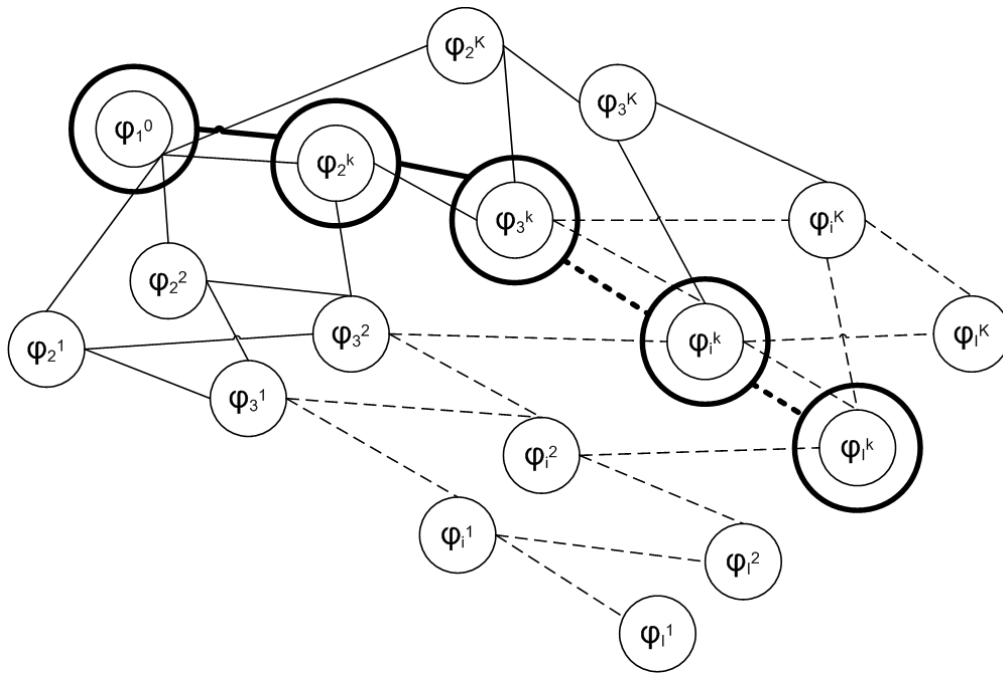 φ₂ᴷ
φ₃ᴷ
φ₁⁰
φ₂ᵏ
φ₃ᵏ
φᵢᴷ
φ₂²
φ₃²
φₗᴷ
φ₂¹
φᵢᵏ
φ₃¹
φₗᵏ
φᵢ²
φᵢ¹
φₗ²
φₗ¹